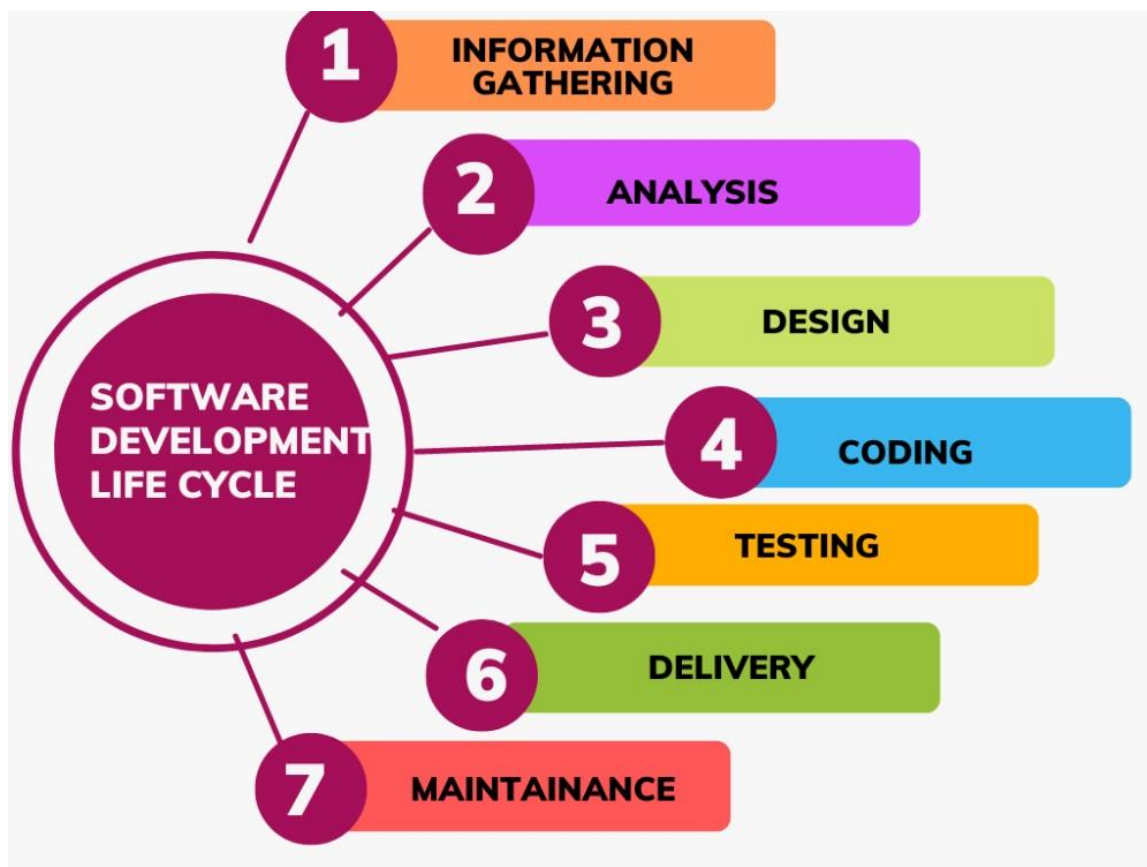 1
INFORMATION
GATHERING
2
ANALYSIS
3
DESIGN
SOFTWARE
DEVELOPMENT
LIFE CYCLE
4
CODING
5
TESTING
6
DELIVERY
7
MAINTAINANCE